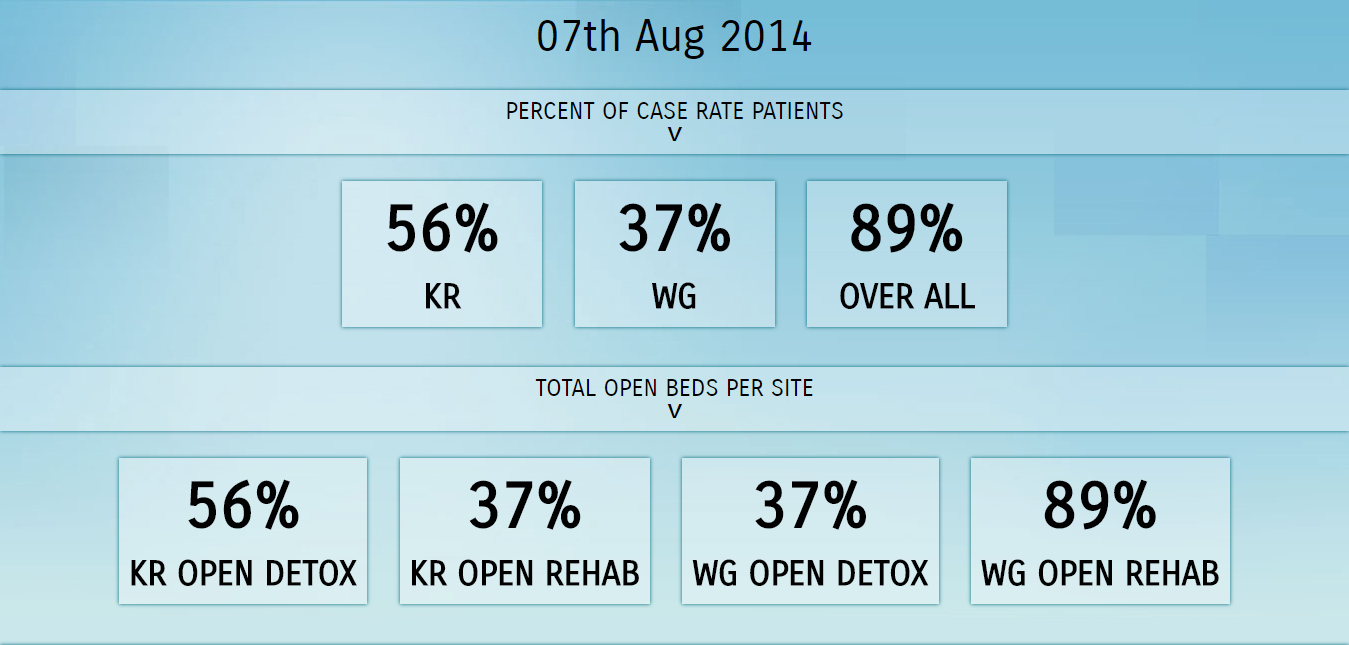 07th Aug 2014
PERCENT OF CASE RATE PATIENTS
V
56%
KR
37%
WG
89%
OVER ALL
TOTAL OPEN BEDS PER SITE
V
56%
KR OPEN DETOX
37%
KR OPEN REHAB
37%
WG OPEN DETOX
89%
WG OPEN REHAB